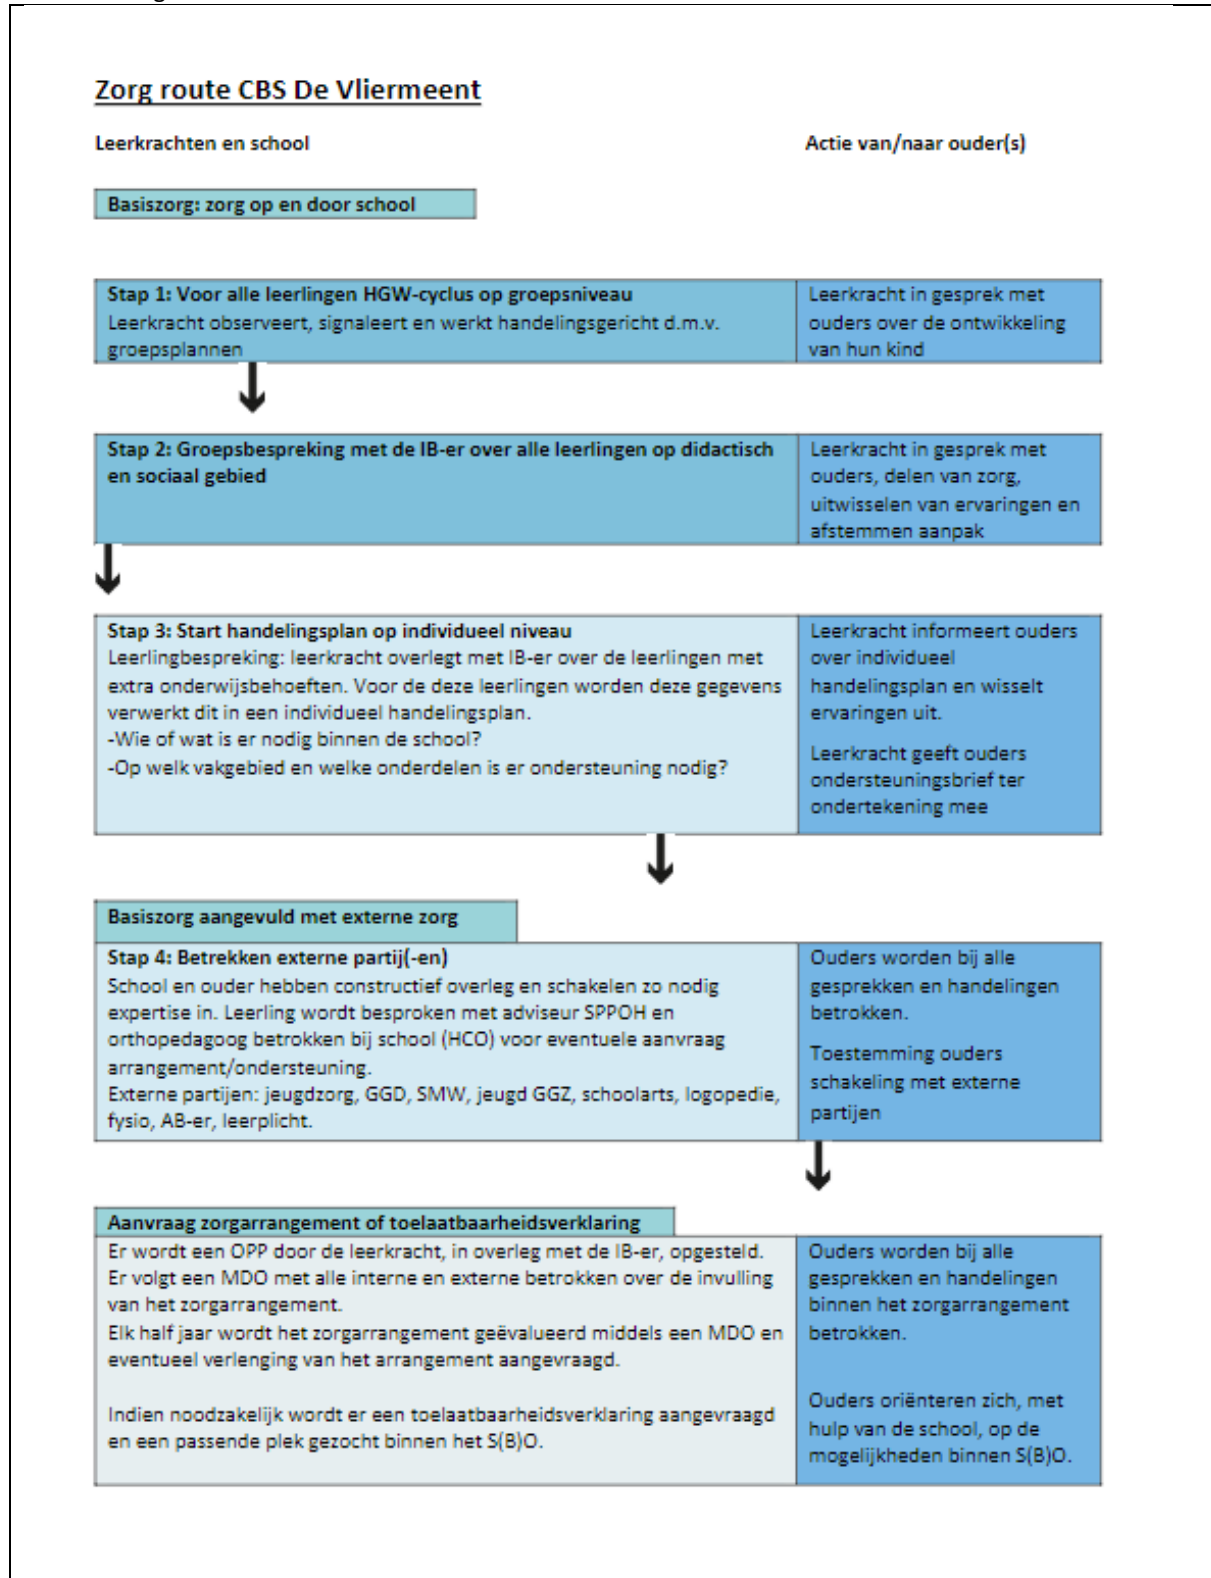 Zorg route CBS De Vliermeent
Leerkrachten en school
Actie van/naar ouder(s)
Basiszorg: zorg op en door school
Stap 1: Voor alle leerlingen HGW-cyclus op groepsniveau
Leerkracht observeert, signaleert en werkt handelingsgericht d.m.v.
groepsplannen
Leerkracht in gesprek met
ouders over de ontwikkeling
van hun kind
Stap 2: Groepsbespreking met de IB-er over alle leerlingen op didactisch
en sociaal gebied
Leerkracht in gesprek met
ouders, delen van zorg,
uitwisselen van ervaringen en
afstemmen aanpak
Stap 3: Start handelingsplan op individueel niveau
Leerlingbespreking: leerkracht overlegt met IB-er over de leerlingen met
extra onderwijsbehoeften. Voor de deze leerlingen worden deze gegevens
verwerkt dit in een individueel handelingsplan.
-Wie of wat is er nodig binnen de school?
-Op welk vakgebied en welke onderdelen is er ondersteuning nodig?
Leerkracht informeert ouders
over individueel
handelingsplan en wisselt
ervaringen uit.
Leerkracht geeft ouders
ondersteuningsbrief ter
ondertekening mee
Basiszorg aangevuld met externe zorg
Stap 4: Betrekken externe partij(-en)
School en ouder hebben constructief overleg en schakelen zo nodig
expertise in. Leerling wordt besproken met adviseur SPPOH en
orthopedagoog betrokken bij school (HCO) voor eventuele aanvraag
arrangement/ondersteuning.
Externe partijen: jeugdzorg, GGD, SMW, jeugd GGZ, schoolarts, logopedie,
fysio, AB-er, leerplicht.
Ouders worden bij alle
gesprekken en handelingen
betrokken.
Toestemming ouders
schakeling met externe
partijen
Aanvraag zorgarrangement of toelaatbaarheidsverklaring
Er wordt een OPP door de leerkracht, in overleg met de IB-er, opgesteld.
Er volgt een MDO met alle interne en externe betrokken over de invulling
van het zorgarrangement.
Elk half jaar wordt het zorgarrangement geëvalueerd middels een MDO en
eventueel verlenging van het arrangement aangevraagd.
Indien noodzakelijk wordt er een toelaatbaarheidsverklaring aangevraagd
en een passende plek gezocht binnen het S(B)O.
Ouders worden bij alle
gesprekken en handelingen
binnen het zorgarrangement
betrokken.
Ouders oriënteren zich, met
hulp van de school, op de
mogelijkheden binnen S(B)O.